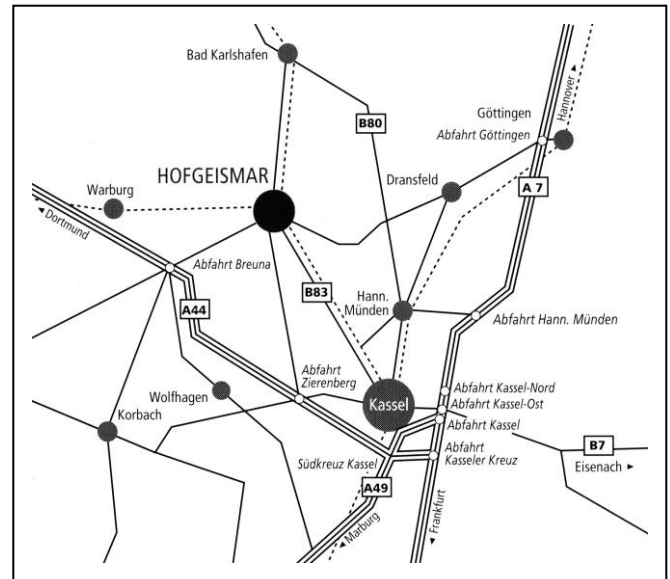 Bad Karlshafen
B80
Göttingen
Abfahrt Göttingen
Hannover
HOFGEISMAR
Dransfeld
A 7
Warburg
Dortmund
Abfahrt Breuna
B83
Hann.
Münden
A44
Abfahrt Hann. Münden
Abfahrt
Zierenberg
Wolfhagen
Kassel
Abfahrt Kassel-Nord
Abfahrt Kassel-Ost
Abfahrt Kassel
Korbach
Südkreuz Kassel
Abfahrt
Kasseler Kreuz
B7
Eisenach
A49
Marburg
Frankfurt